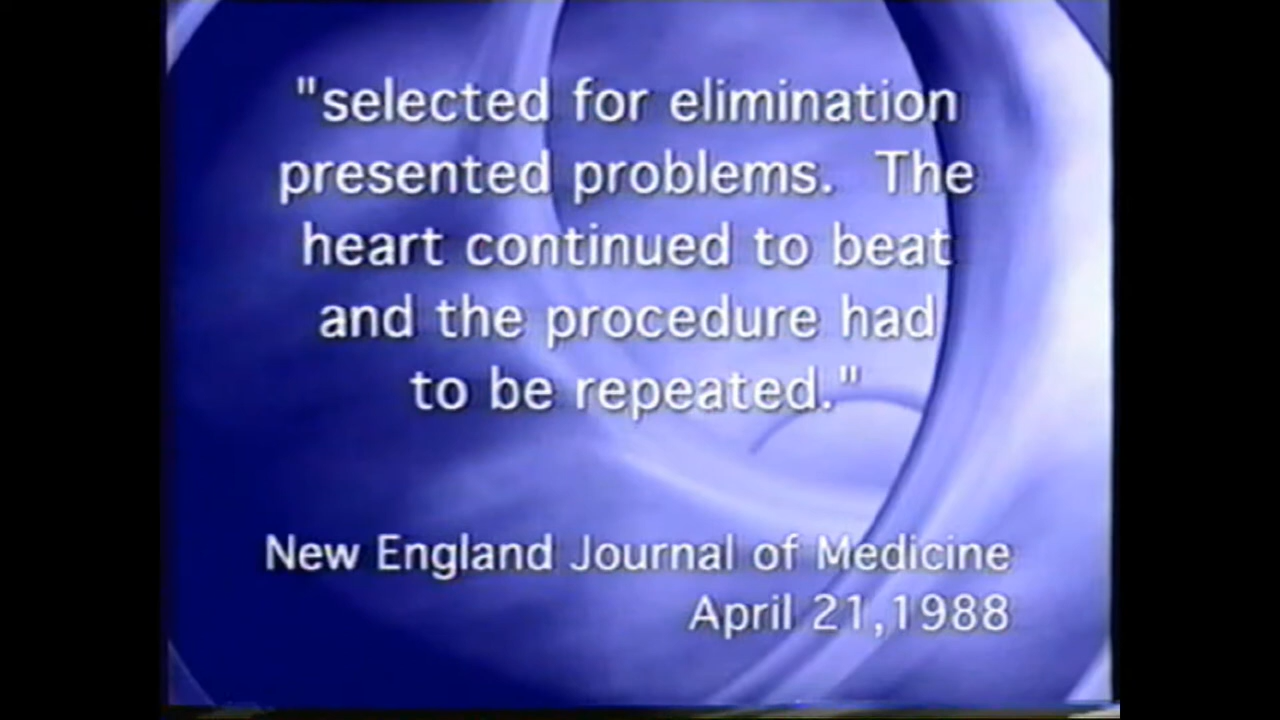 "selected for elimination
presented problems. The
heart continued to beat
and the procedure had
to be repeated."
New England Journal of Medicine
April 21,1988